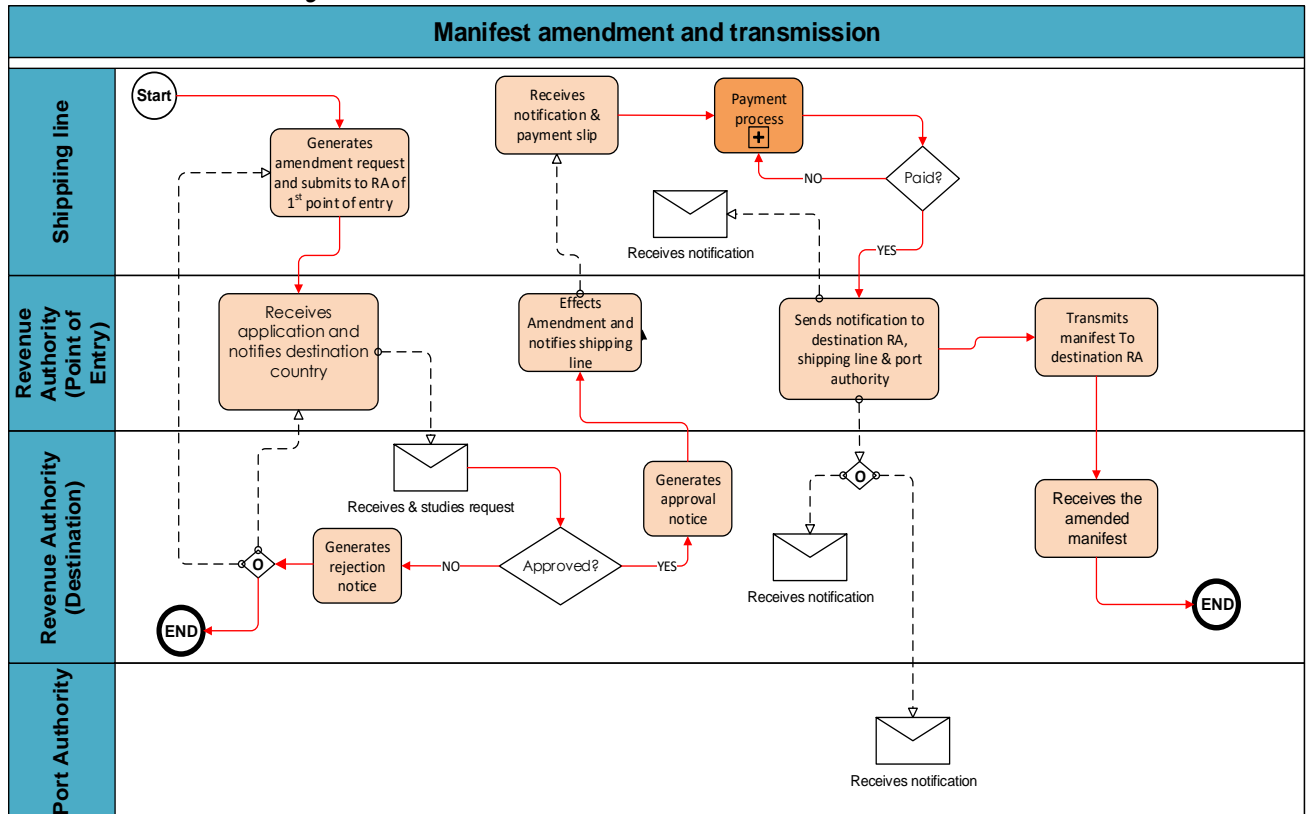 Manifest amendment and transmission
Shippiing line
Start
Generates
amendment request
and submits to RA of
1st point of entry
Receives
notification &
payment slip
Payment
process
+
Paid?
NO
YES
Receives notification
Revenue
Authority
(Point of
Entry)
Receives
application and
notifies destination
country
Effects
Amendment and
notifies shipping
line
Sends notification to
destination RA,
shipping line & port
authority
Transmits
manifest To
destination RA
Revenue Authority
(Destination)
Receives & studies request
Generates
approval
notice
Approved?
YES
NO
Generates
rejection
notice
O
END
O
Receives notification
Receives the
amended
manifest
END
Port Authority
Receives notification